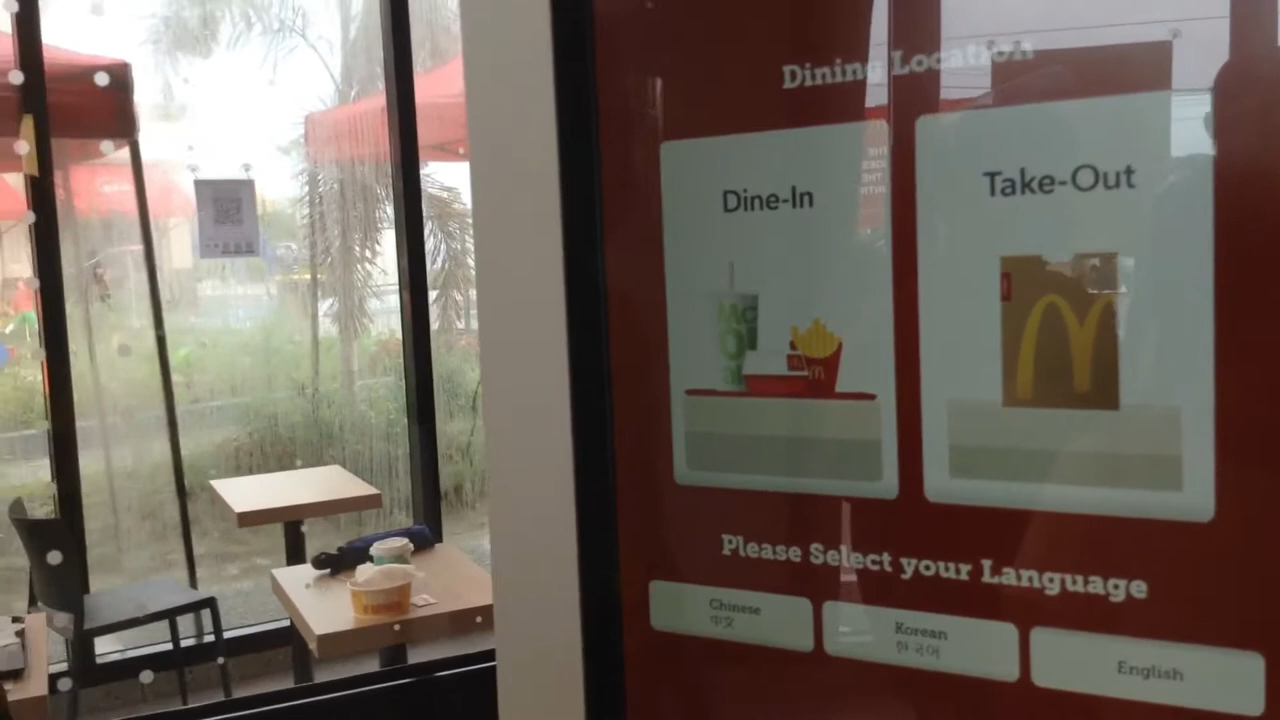 Dining Location
Dine-In
Take-Out
Please Select your Language
Chinese
中文
Korean
한국어
English